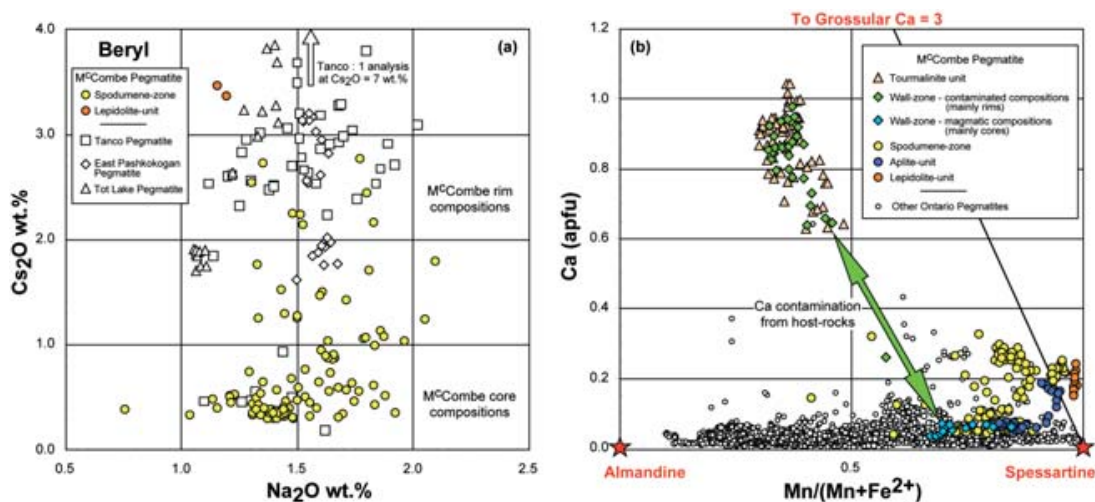 Beryl
(a)
MᶜCombe Pegmatite
Spodumene-zone
Lepidolite-unit
Tanco Pegmatite
East Pashkokogan
Pegmatite
Tot Lake Pegmatite
Tanco : 1 analysis
at Cs₂O = 7 wt.%
MᶜCombe rim
compositions
MᶜCombe core
compositions
4.0
3.0
2.0
1.0
0.0
Cs₂O wt.%
0.5
1.0
1.5
2.0
2.5
Na₂O wt.%
To Grossular Ca = 3
(b)
MᶜCombe Pegmatite
Tourmalinite unit
Wall-zone - contaminated compositions
(mainly rims)
Wall-zone - magmatic compositions
(mainly cores)
Spodumene-zone
Aplite-unit
Lepidolite-unit
Other Ontario Pegmatites
Ca contamination
from host-rocks
1.2
1.0
0.8
0.6
0.4
0.2
0.0
Ca (apfu)
Almandine
0.5
Spessartine
Mn/(Mn+Fe²⁺)